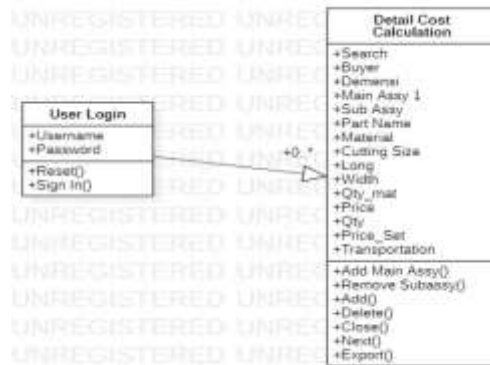 UNREGISTERED UNREGISTERED
User Login
+Username
+Password
+Reset()
+Sign In()
+0..*
Detail Cost
Calculation
+Search
+Buyer
+Demensi
+Main Assy 1
+Sub Assy
+Part Name
+Material
+Cutting Size
+Long
+Width
+Qty_mat
+Price
+Qty
+Price_Set
+Transportation
+Add Main Assy()
+Remove Subassy()
+Add()
+Delete()
+Close()
+Next()
+Export()